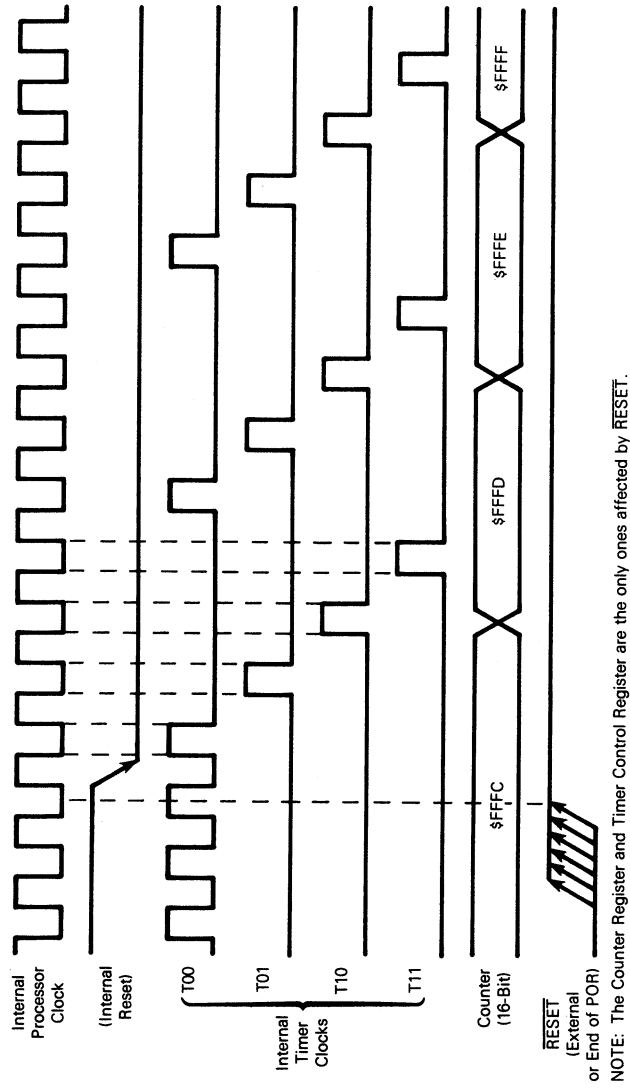 Internal
Processor
Clock
(Internal
Reset)
Internal
Timer
Clocks
T00
T01
T10
T11
Counter
(16-Bit)
$FFFC
$FFFD
$FFFE
$FFFF
RESET
(External
or End of POR)
NOTE: The Counter Register and Timer Control Register are the only ones affected by RESET.